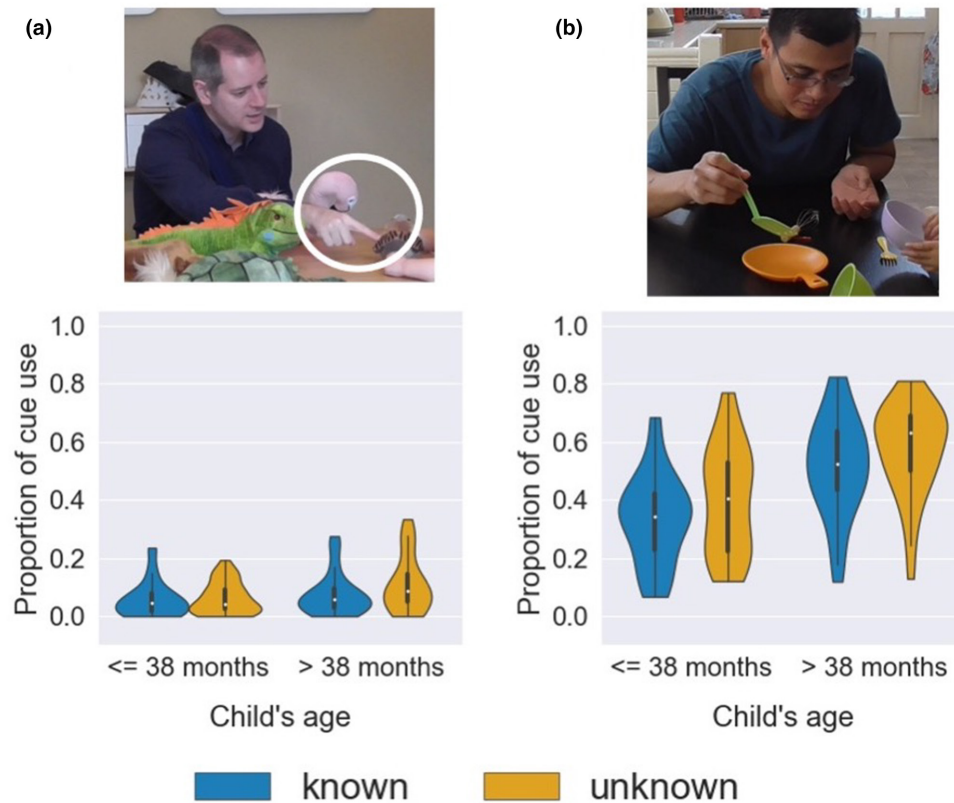 (a)
(b)
1.0
0.8
0.6
0.4
0.2
0.0
Proportion of cue use
<= 38 months
> 38 months
Child's age
1.0
0.8
0.6
0.4
0.2
0.0
Proportion of cue use
<= 38 months
> 38 months
Child's age
known
unknown